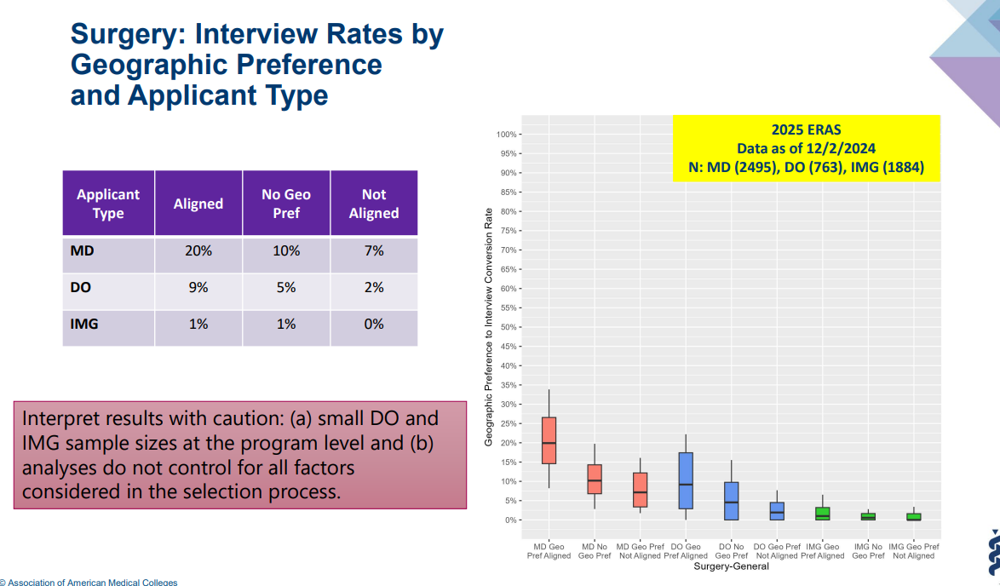 Surgery: Interview Rates by
Geographic Preference
and Applicant Type
Applicant Type Aligned No Geo Pref Not Aligned
MD 20% 10% 7%
DO 9% 5% 2%
IMG 1% 1% 0%
Interpret results with caution: (a) small DO and
IMG sample sizes at the program level and (b)
analyses do not control for all factors
considered in the selection process.
2025 ERAS
Data as of 12/2/2024
N: MD (2495), DO (763), IMG (1884)
Geographic Preference to Interview Conversion Rate
100%
95%
90%
85%
80%
75%
70%
65%
60%
55%
50%
45%
40%
35%
30%
25%
20%
15%
10%
5%
0%
MD Geo Pref Aligned
MD No Geo Pref
MD Geo Pref Not Aligned
DO Geo Pref Aligned
DO No Geo Pref
DO Geo Pref Not Aligned
IMG Geo Pref Aligned
IMG No Geo Pref
IMG Geo Pref Not Aligned
Surgery-General
© Association of American Medical Colleges